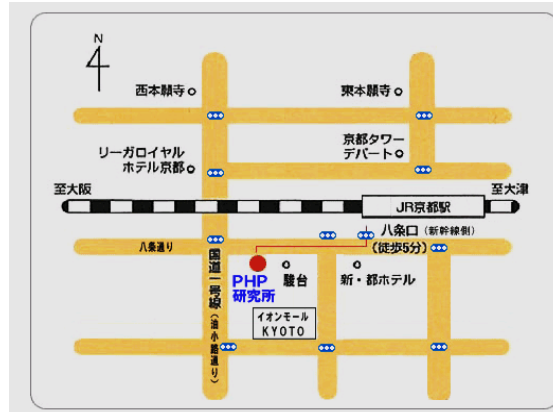 N
西本願寺
東本願寺
京都タワー
デパート
リーガロイヤル
ホテル京都
至大阪
至大津
JR京都駅
八条口(新幹線側)
(徒歩5分)
八条通り
国道一号線(油小路通り)
PHP
研究所
駿台
新・都ホテル
イオンモール
KYOTO